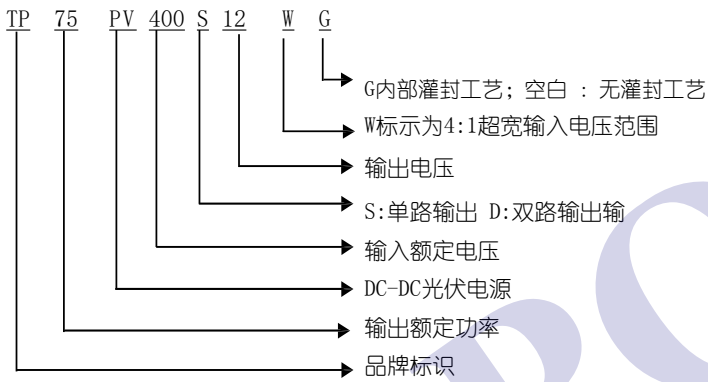 TP 75 PV 400 S 12 W G
G内部灌封工艺；空白 : 无灌封工艺
W标示为4:1超宽输入电压范围
输出电压
S:单路输出 D:双路输出输
输入额定电压
DC-DC光伏电源
输出额定功率
品牌标识